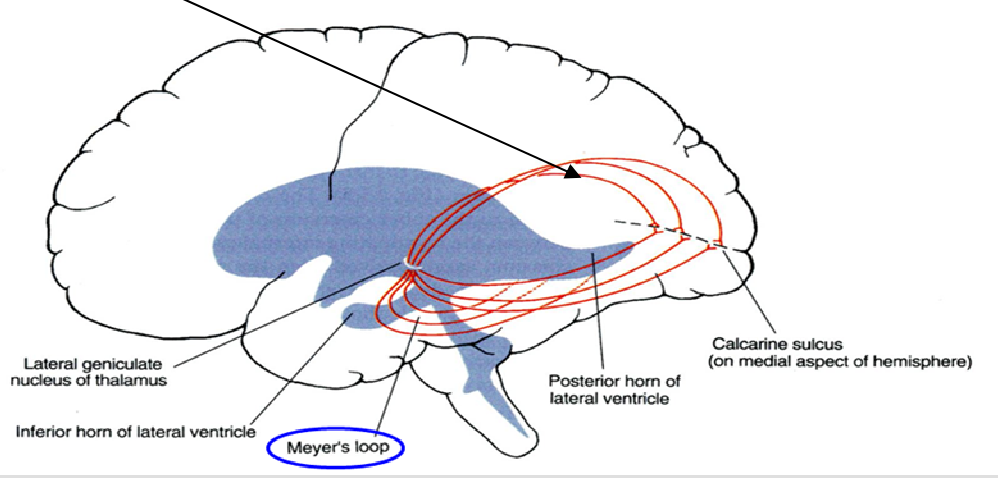 Lateral geniculate
nucleus of thalamus
Inferior horn of lateral ventricle
Meyer's loop
Posterior horn of
lateral ventricle
Calcarine sulcus
(on medial aspect of hemisphere)